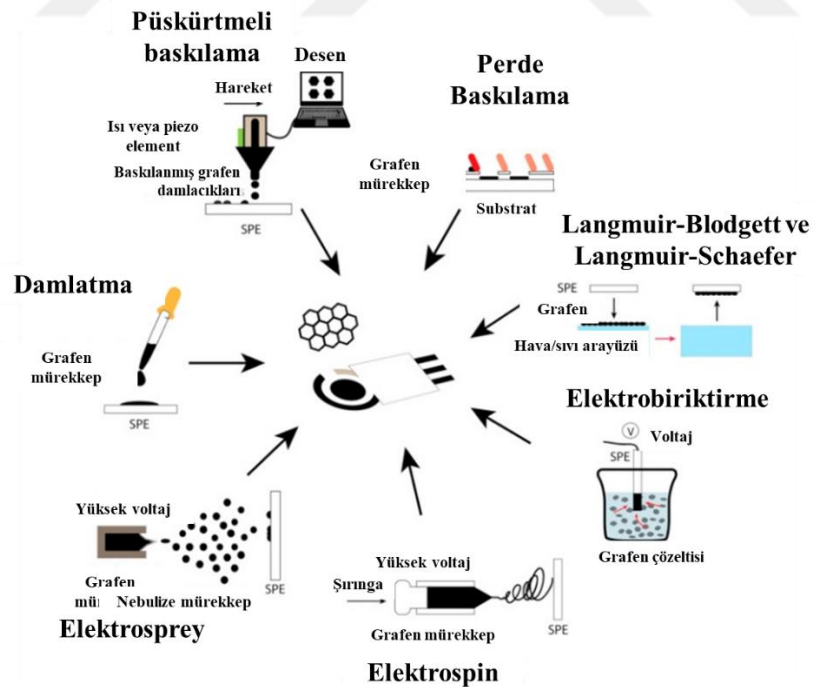 Püskürtmeli
baskılama
Desen
Hareket
Isı veya piezo
element
Baskılanmış grafen
damlacıkları
SPE
Perde
Baskılama
Grafen
mürekkep
Substrat
Langmuir-Blodgett ve
Langmuir-Schaefer
SPE
Grafen
Hava/sıvı arayüzü
Damlatma
Grafen
mürekkep
SPE
Elektrobiriktirme
V
Voltaj
SPE
Grafen çözeltisi
Yüksek voltaj
Grafen
Nebulize mürekkep
SPE
Elektrosprey
Yüksek voltaj
Şırınga
Grafen mürekkep
SPE
Elektrospin